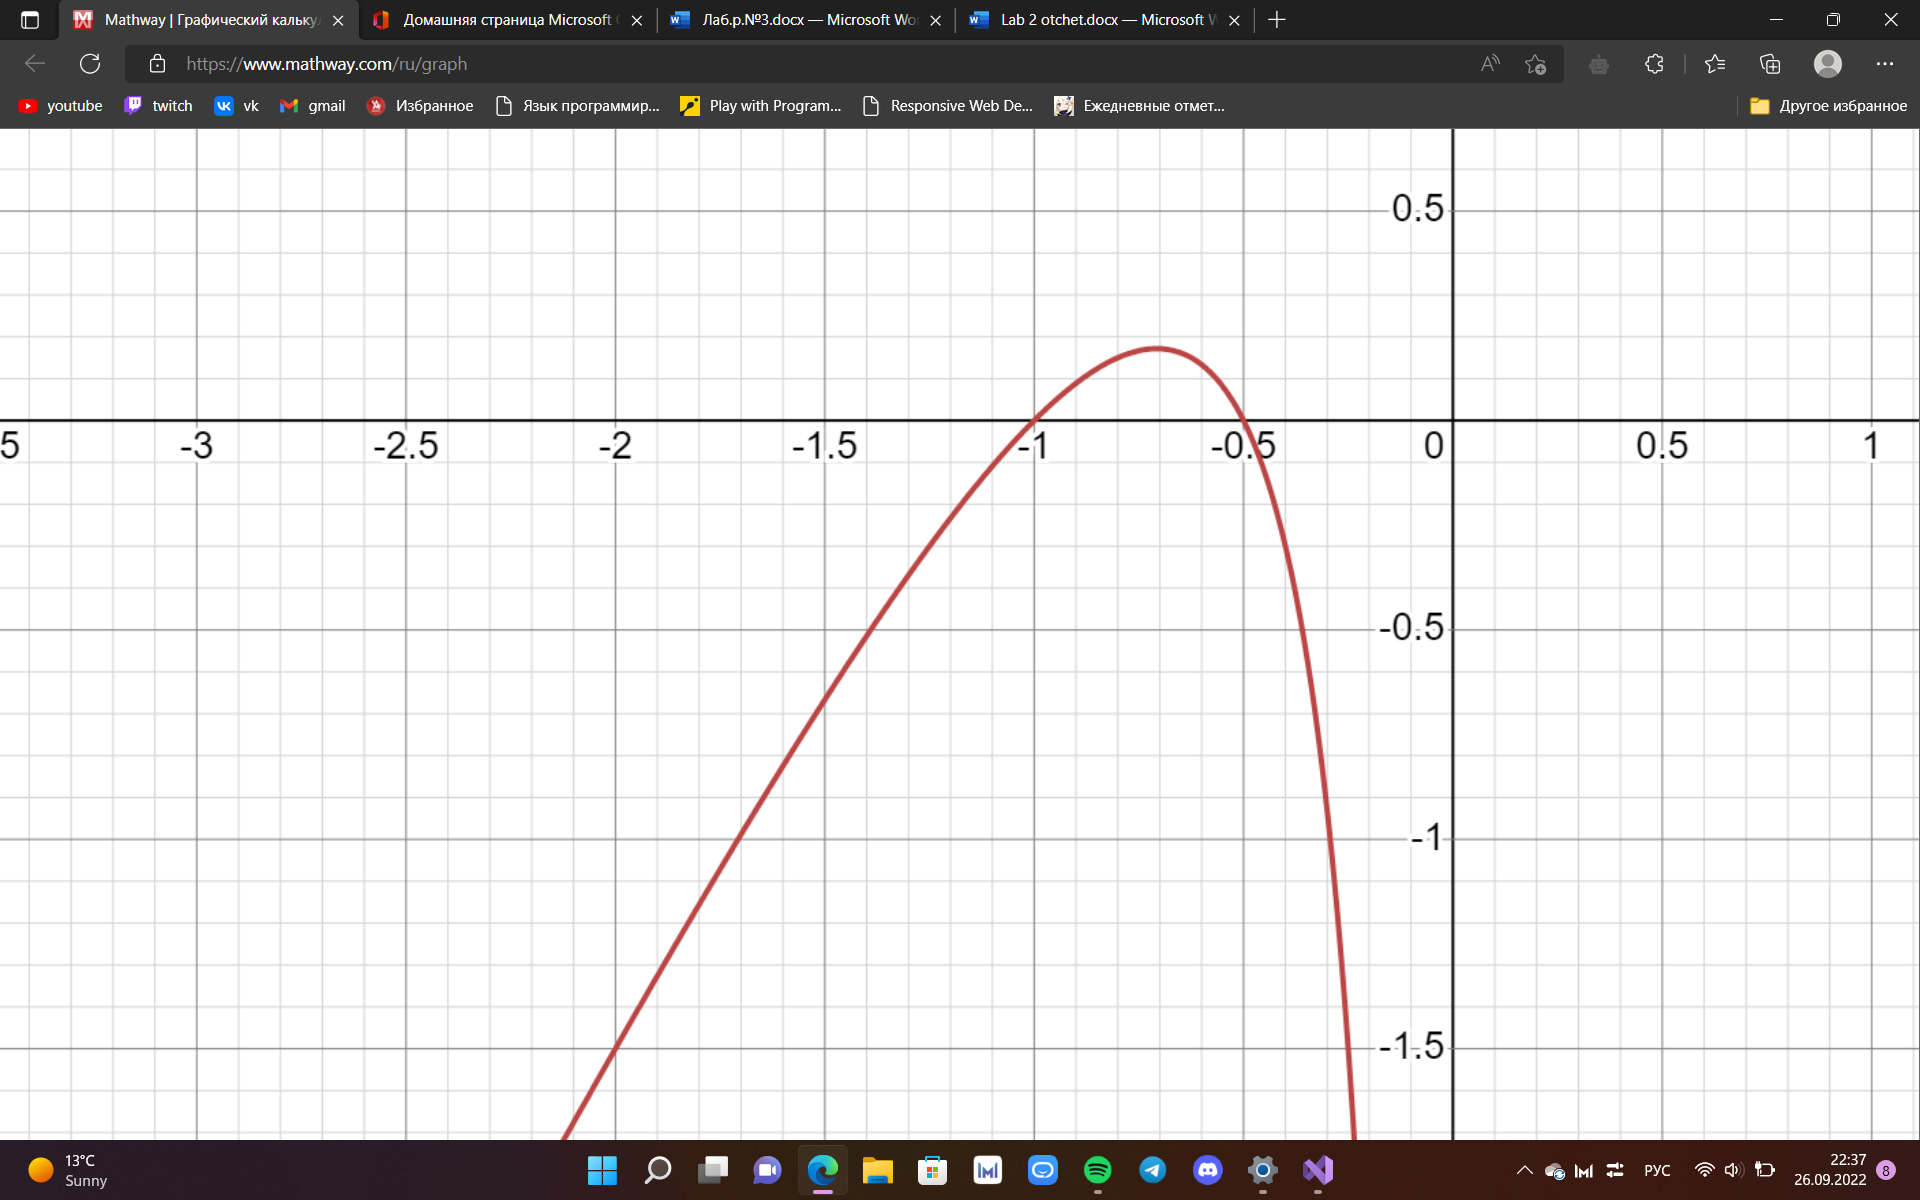 Mathway | Графический кальку
Домашняя страница Microsoft
Лаб.р.№3.docx — Microsoft Wo
Lab 2 otchet.docx — Microsoft W
https://www.mathway.com/ru/graph
youtube
twitch
vk
gmail
Избранное
Язык программир...
Play with Program...
Responsive Web De...
Ежедневные отмет...
Другое избранное
0.5
5
-3
-2.5
-2
-1.5
-1
-0.5
0
0.5
1
-0.5
-1
-1.5
13°C
Sunny
РУС
22:37
26.09.2022
8